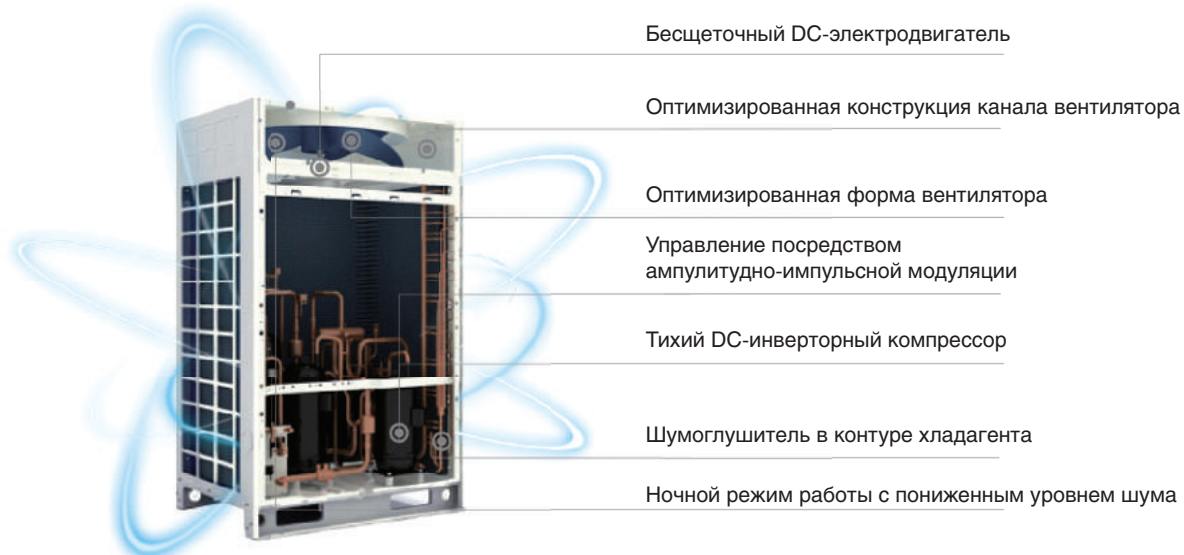 Бесщеточный DC-электродвигатель
Оптимизированная конструкция канала вентилятора
Оптимизированная форма вентилятора
Управление посредством
ампулитудно-импульсной модуляции
Тихий DC-инверторный компрессор
Шумоглушитель в контуре хладагента
Ночной режим работы с пониженным уровнем шума